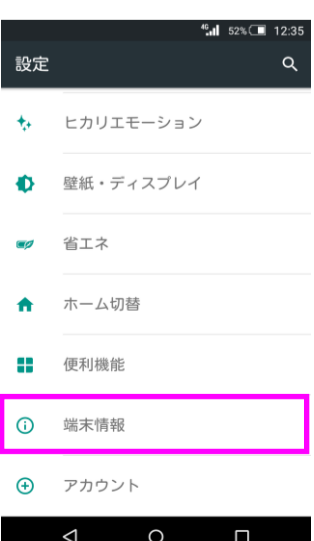 4G 52% 12:35
設定
ヒカリエモーション
壁紙・ディスプレイ
省エネ
ホーム切替
便利機能
端末情報
アカウント